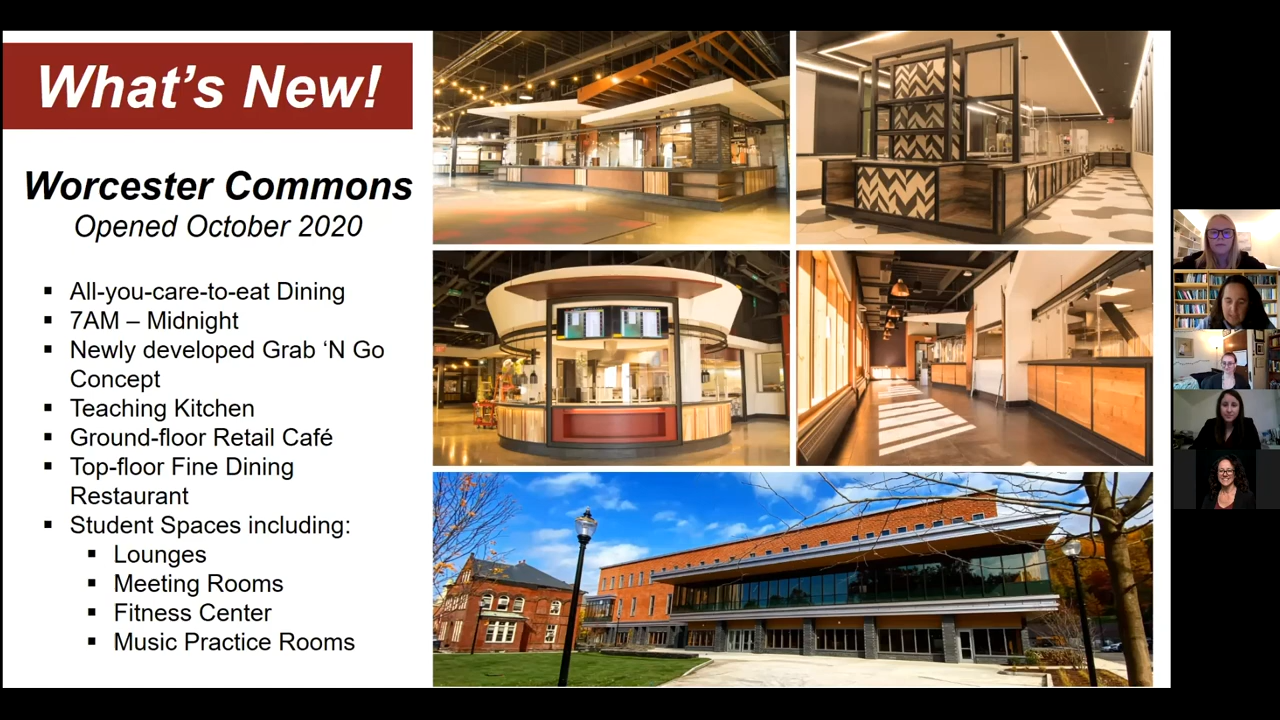 What's New!
Worcester Commons
Opened October 2020
▪ All-you-care-to-eat Dining
▪ 7AM – Midnight
▪ Newly developed Grab ‘N Go
Concept
▪ Teaching Kitchen
▪ Ground-floor Retail Café
▪ Top-floor Fine Dining
Restaurant
▪ Student Spaces including:
▪ Lounges
▪ Meeting Rooms
▪ Fitness Center
▪ Music Practice Rooms